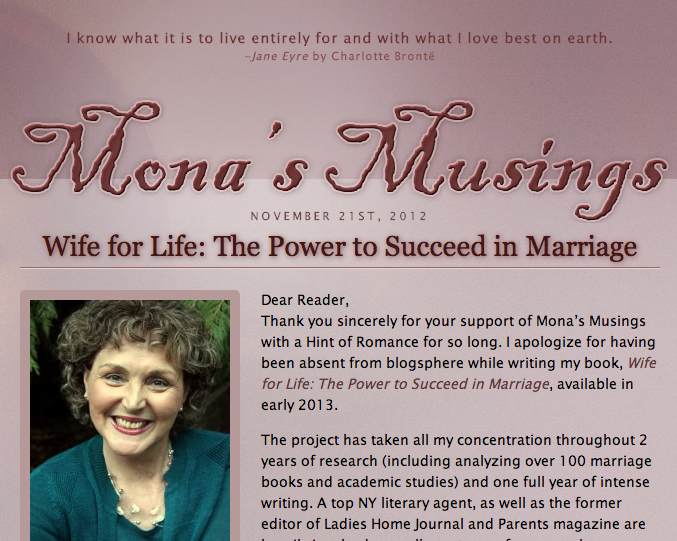 I know what it is to live entirely for and with what I love best on earth.
–Jane Eyre by Charlotte Brontë
Mona's Musings
NOVEMBER 21ST, 2012
Wife for Life: The Power to Succeed in Marriage
Dear Reader,
Thank you sincerely for your support of Mona's Musings
with a Hint of Romance for so long. I apologize for having
been absent from blogsphere while writing my book, Wife
for Life: The Power to Succeed in Marriage, available in
early 2013.
The project has taken all my concentration throughout 2
years of research (including analyzing over 100 marriage
books and academic studies) and one full year of intense
writing. A top NY literary agent, as well as the former
editor of Ladies Home Journal and Parents magazine are